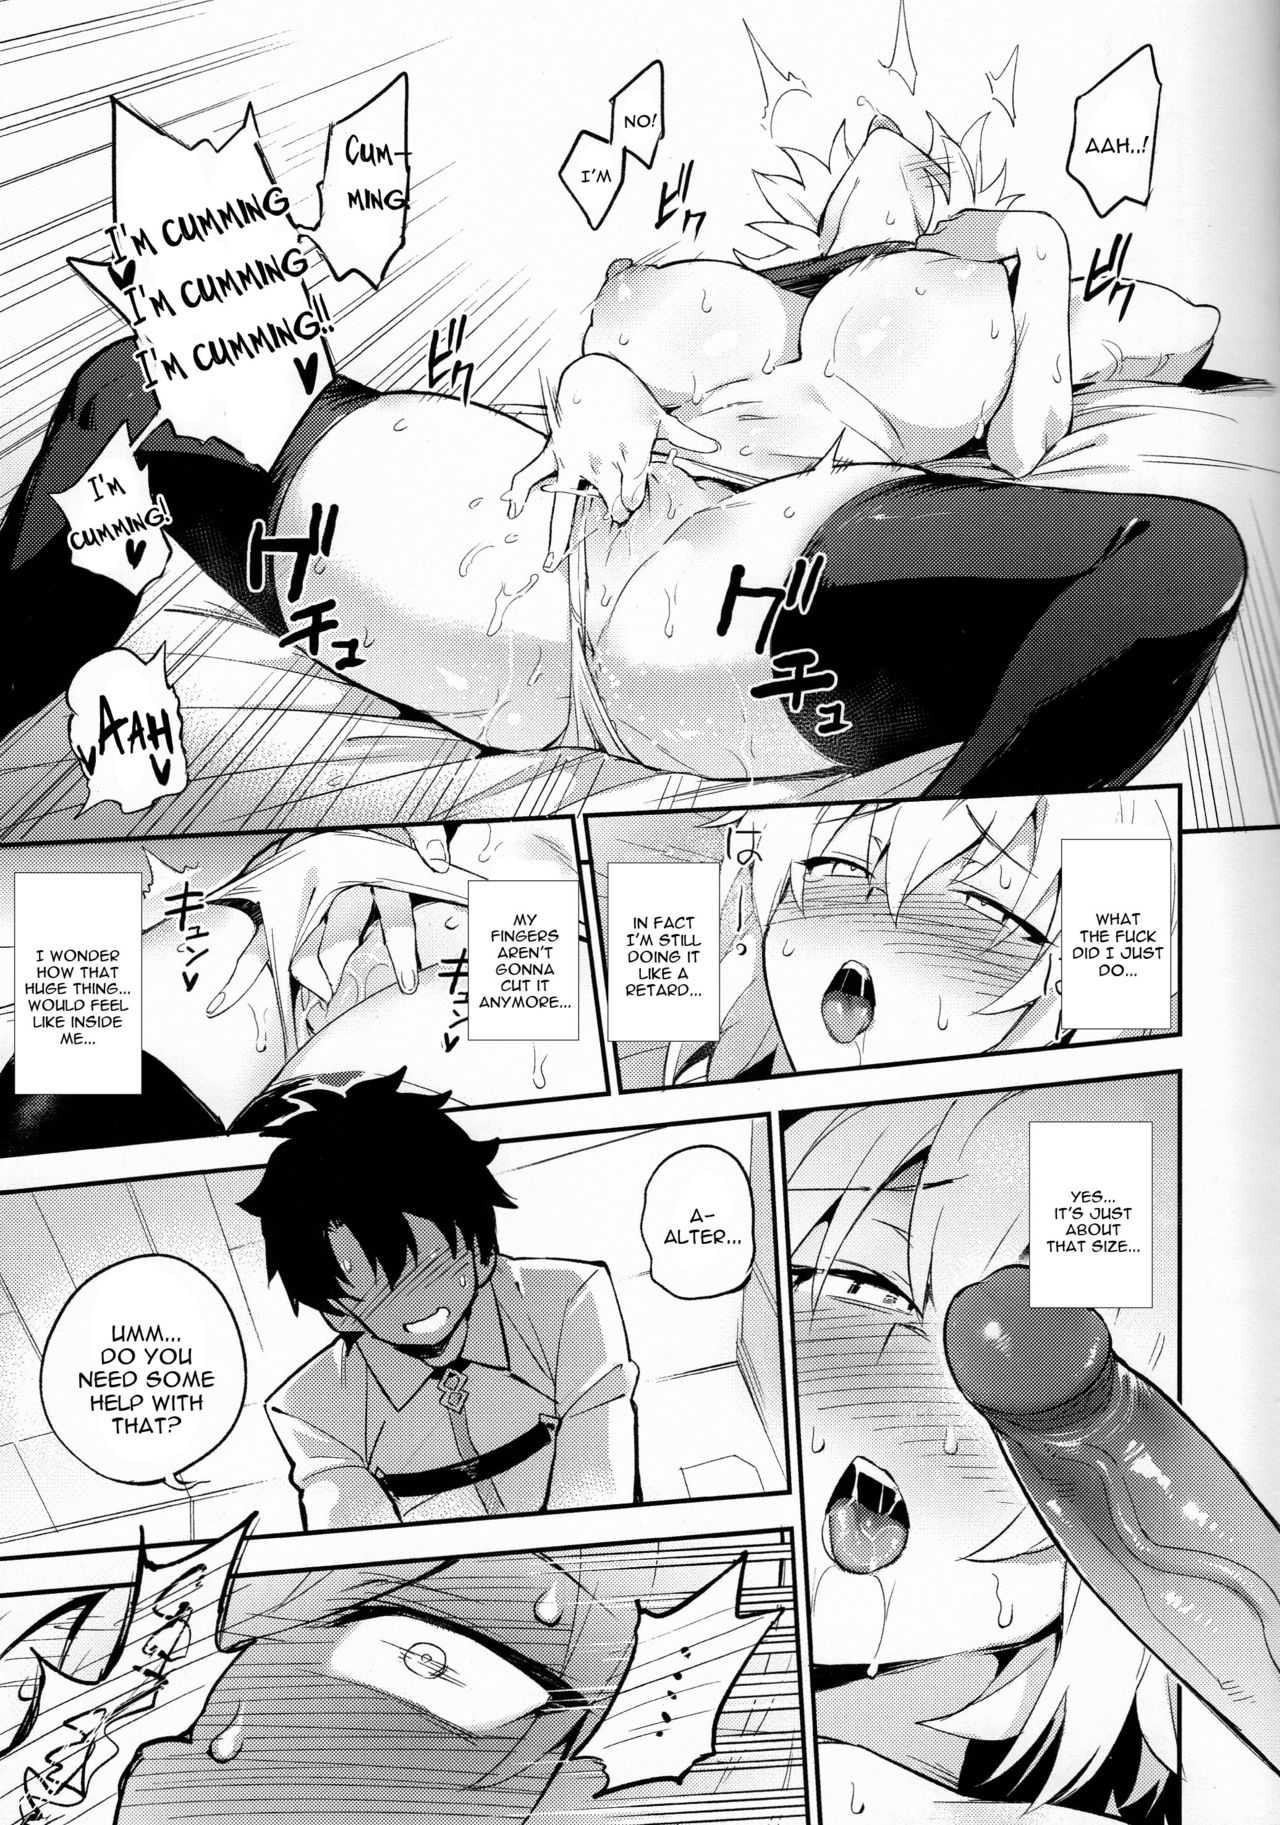 AAH..!
NO!
I'M
CUM-
MING
I'M CUMMING
I'M CUMMING
I'M CUMMING!!
I'M
CUMMING!
AAH
ビク
ビク
ビク
グチュ
グチュ
WHAT
THE FUCK
DID I JUST
DO...
は
IN FACT
I'M STILL
DOING IT
LIKE A
RETARD...
MY
FINGERS
AREN'T
GONNA
CUT IT
ANYMORE...
キュン
キュン
I WONDER
HOW THAT
HUGE THING...
WOULD FEEL
LIKE INSIDE
ME...
YES...
IT'S JUST
ABOUT
THAT SIZE...
A-
ALTER...
UMM...
DO YOU
NEED SOME
HELP WITH
THAT?